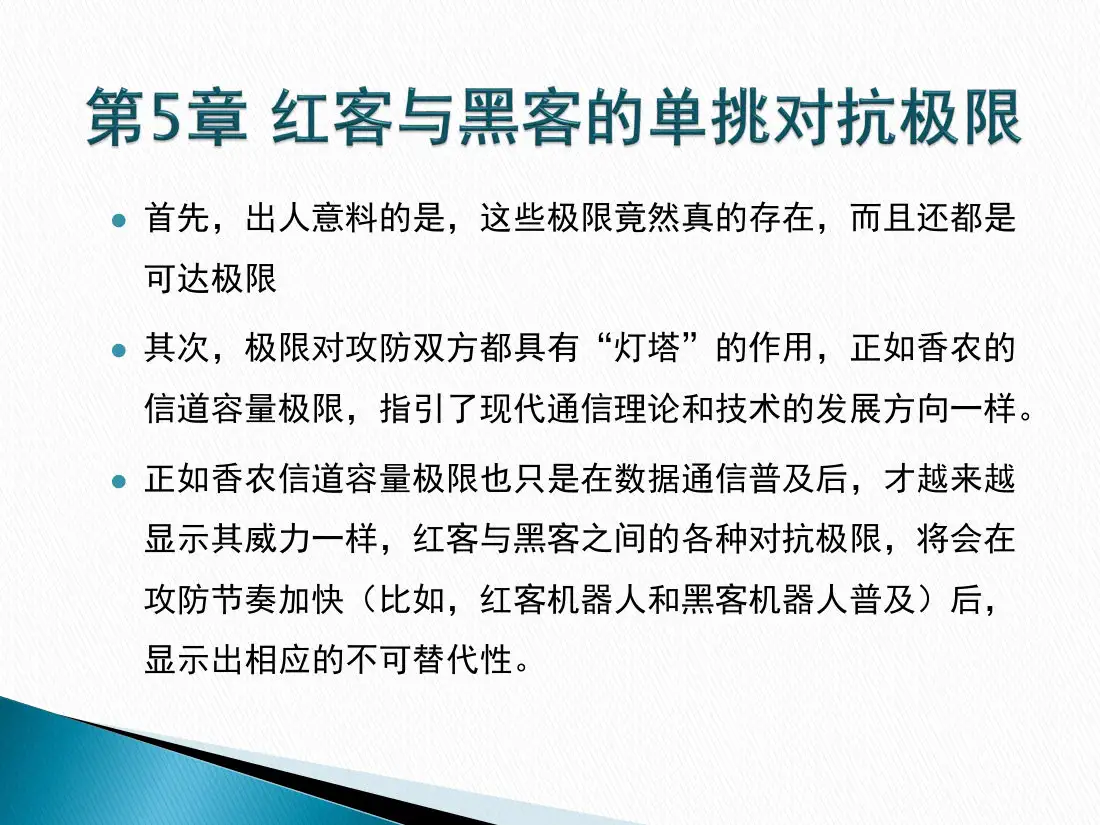 第5章 红客与黑客的单挑对抗极限
首先，出人意料的是，这些极限竟然真的存在，而且还都是
可达极限
其次，极限对攻防双方都具有“灯塔”的作用，正如香农的
信道容量极限，指引了现代通信理论和技术的发展方向一样。
正如香农信道容量极限也只是在数据通信普及后，才越来越
显示其威力一样，红客与黑客之间的各种对抗极限，将会在
攻防节奏加快（比如，红客机器人和黑客机器人普及）后，
显示出相应的不可替代性。